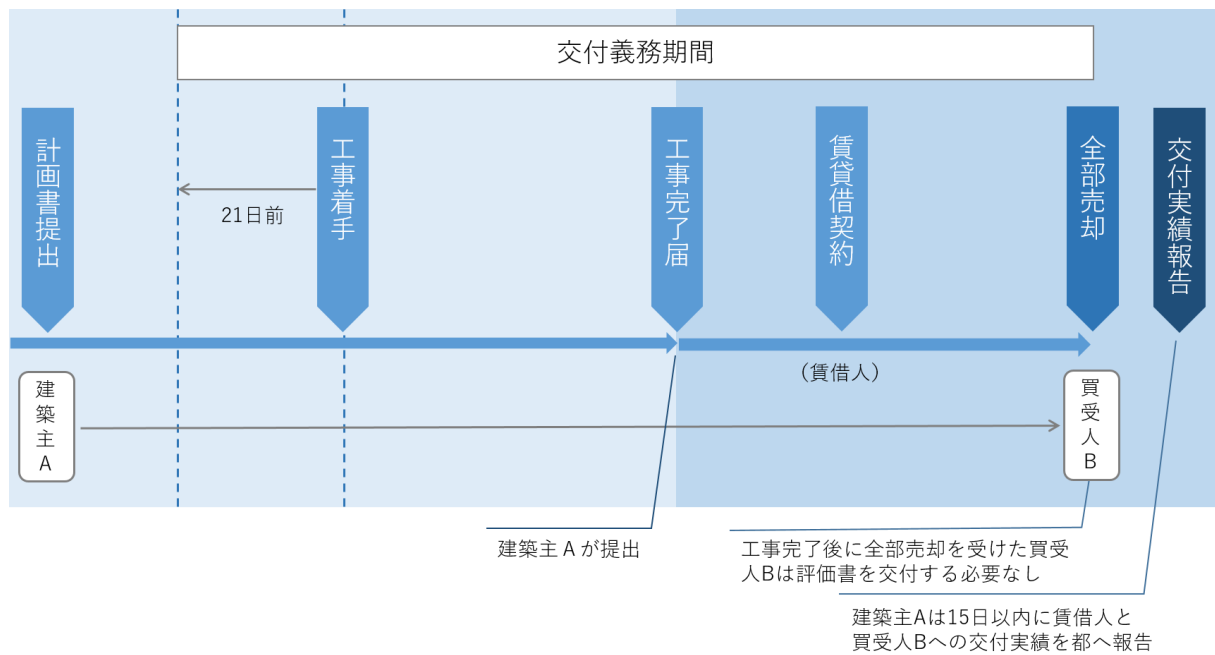 交付義務期間
計画書提出
工事着手
工事完了届
賃貸借契約
全部売却
交付実績報告
21日前
（賃借人）
建築主A
買受人B
建築主Ａが提出
工事完了後に全部売却を受けた買受
人Bは評価書を交付する必要なし
建築主Aは15日以内に賃借人と
買受人Bへの交付実績を都へ報告